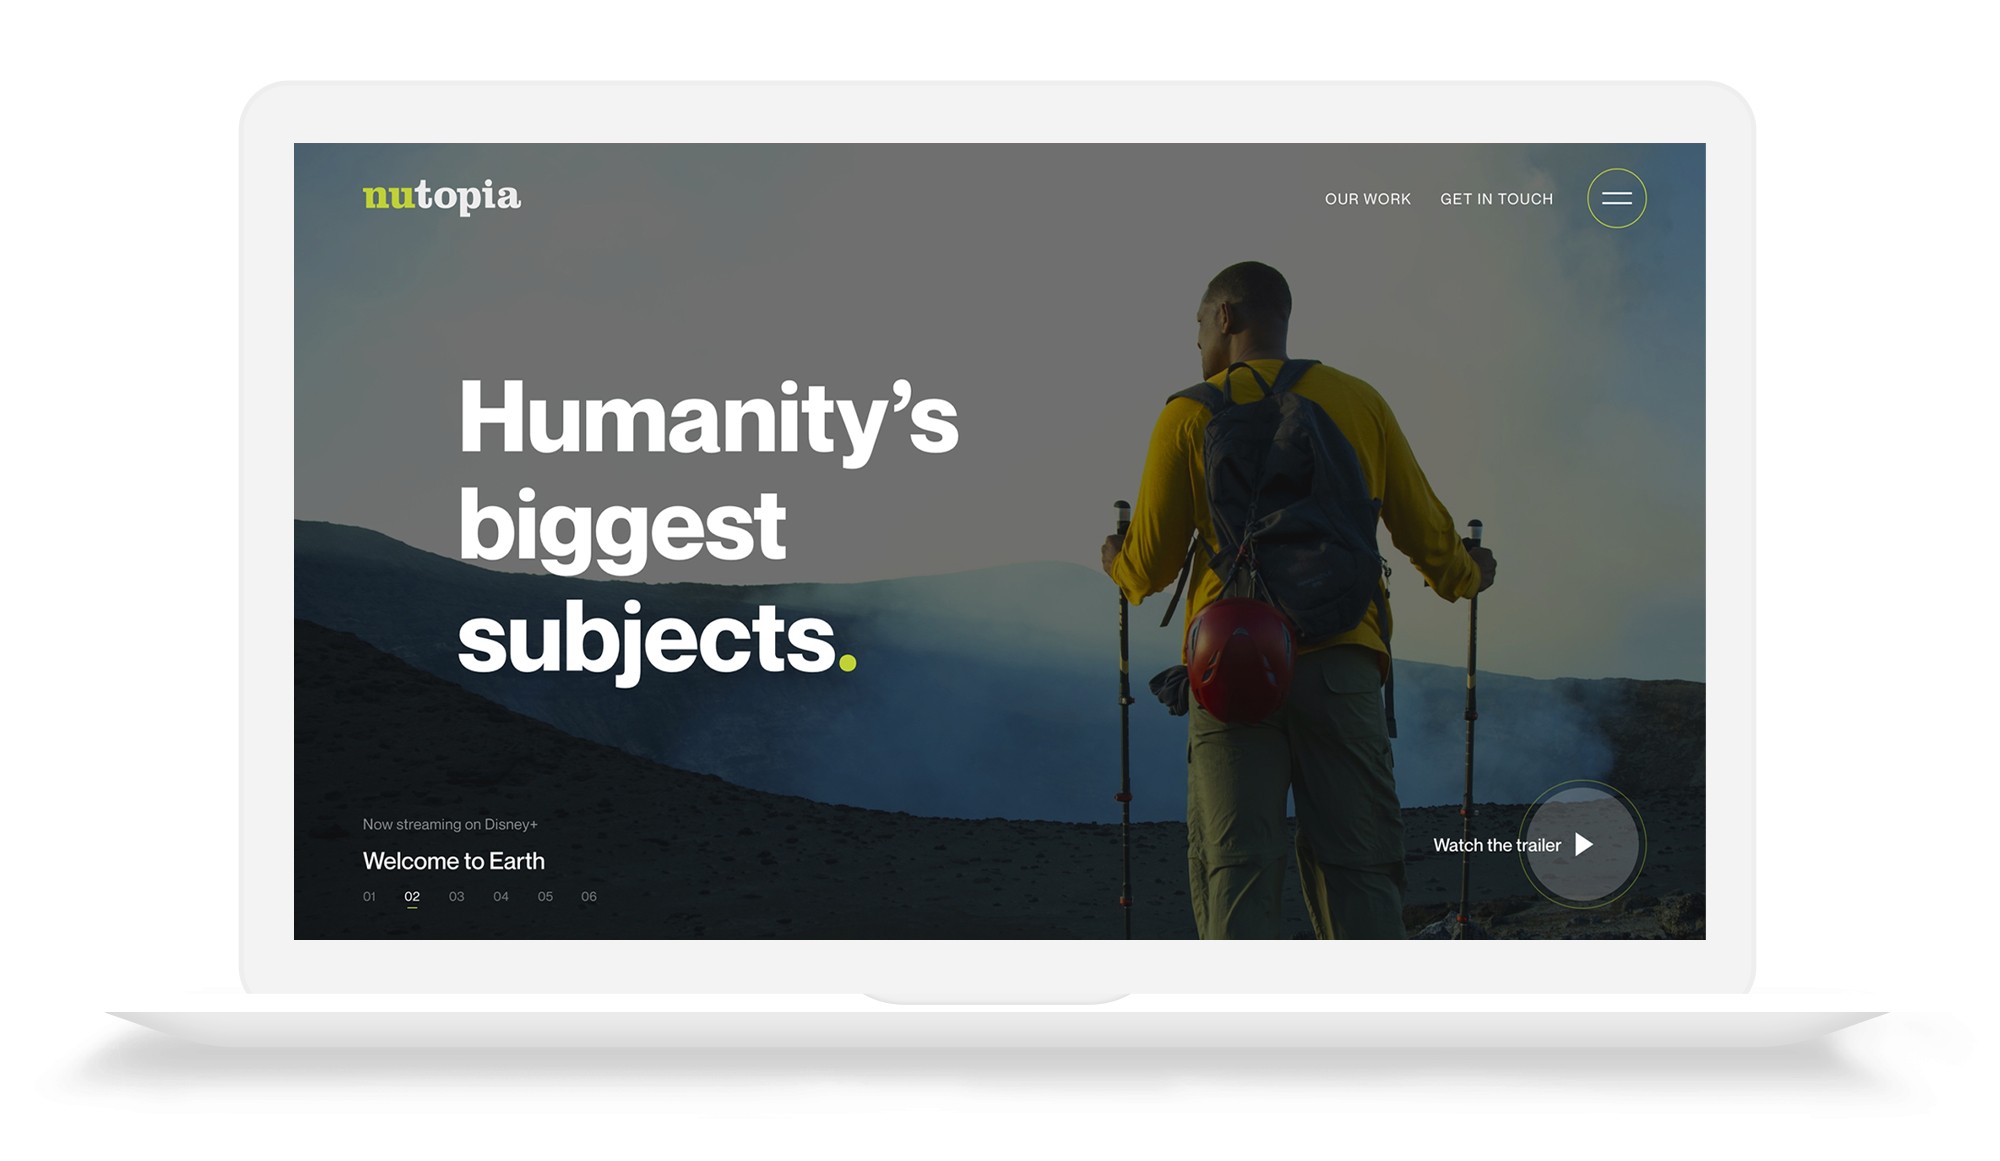 nutopia
OUR WORK
GET IN TOUCH
Humanity’s
biggest
subjects.
Now streaming on Disney+
Welcome to Earth
01 02 03 04 05 06
Watch the trailer